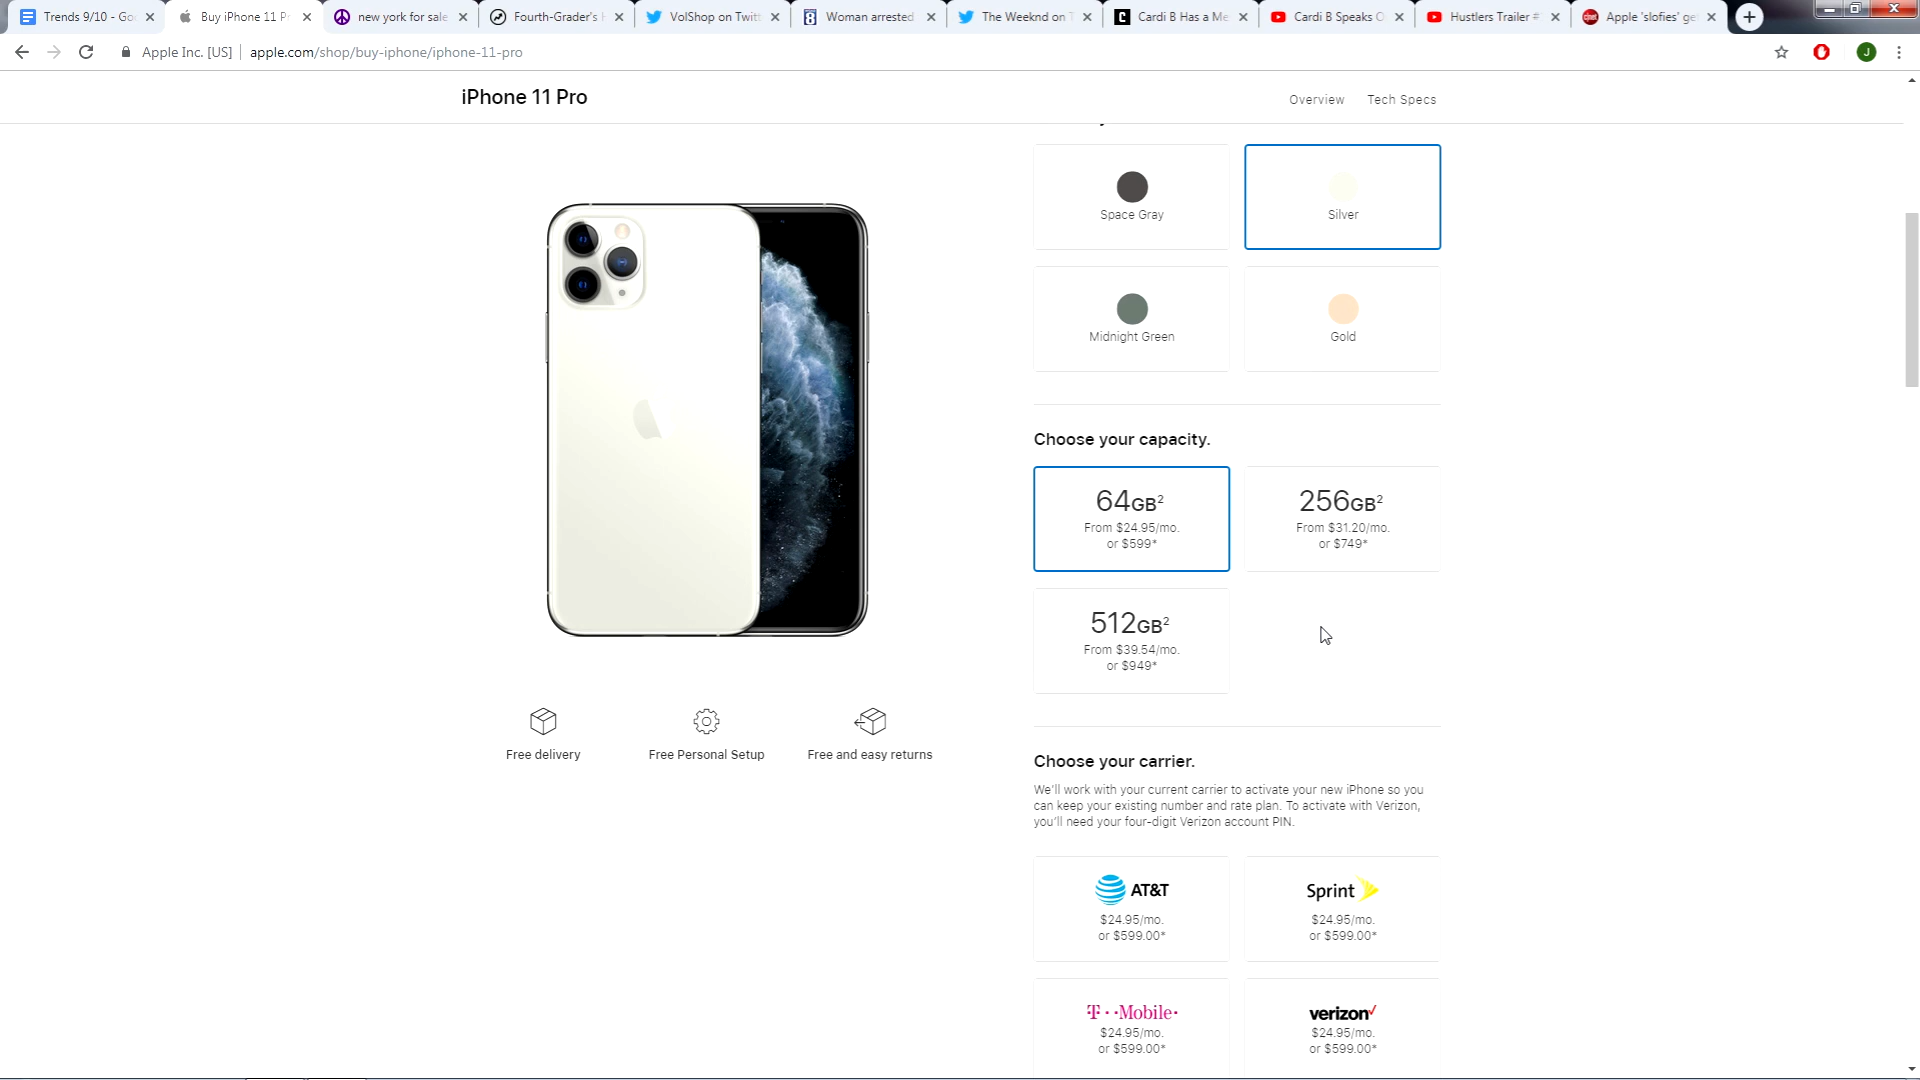 Trends 9/10 - Go
Buy iPhone 11 P
new york for sale
Fourth-Grader's
VolShop on Twitt
Woman arrested
The Weeknd on
Cardi B Has a Me
Cardi B Speaks O
Hustlers Trailer #
Apple 'slofies' ge
Apple Inc. [US] | apple.com/shop/buy-iphone/iphone-11-pro
J
iPhone 11 Pro
Overview
Tech Specs
Space Gray
Silver
Midnight Green
Gold
Choose your capacity.
64GB²
From $24.95/mo.
or $599*
256GB²
From $31.20/mo.
or $749*
512GB²
From $39.54/mo.
or $949*
Free delivery
Free Personal Setup
Free and easy returns
Choose your carrier.
We'll work with your current carrier to activate your new iPhone so you
can keep your existing number and rate plan. To activate with Verizon,
you'll need your four-digit Verizon account PIN.
AT&T
$24.95/mo.
or $599.00*
Sprint
$24.95/mo.
or $599.00*
T··Mobile·
$24.95/mo.
or $599.00*
verizon✓
$24.95/mo.
or $599.00*